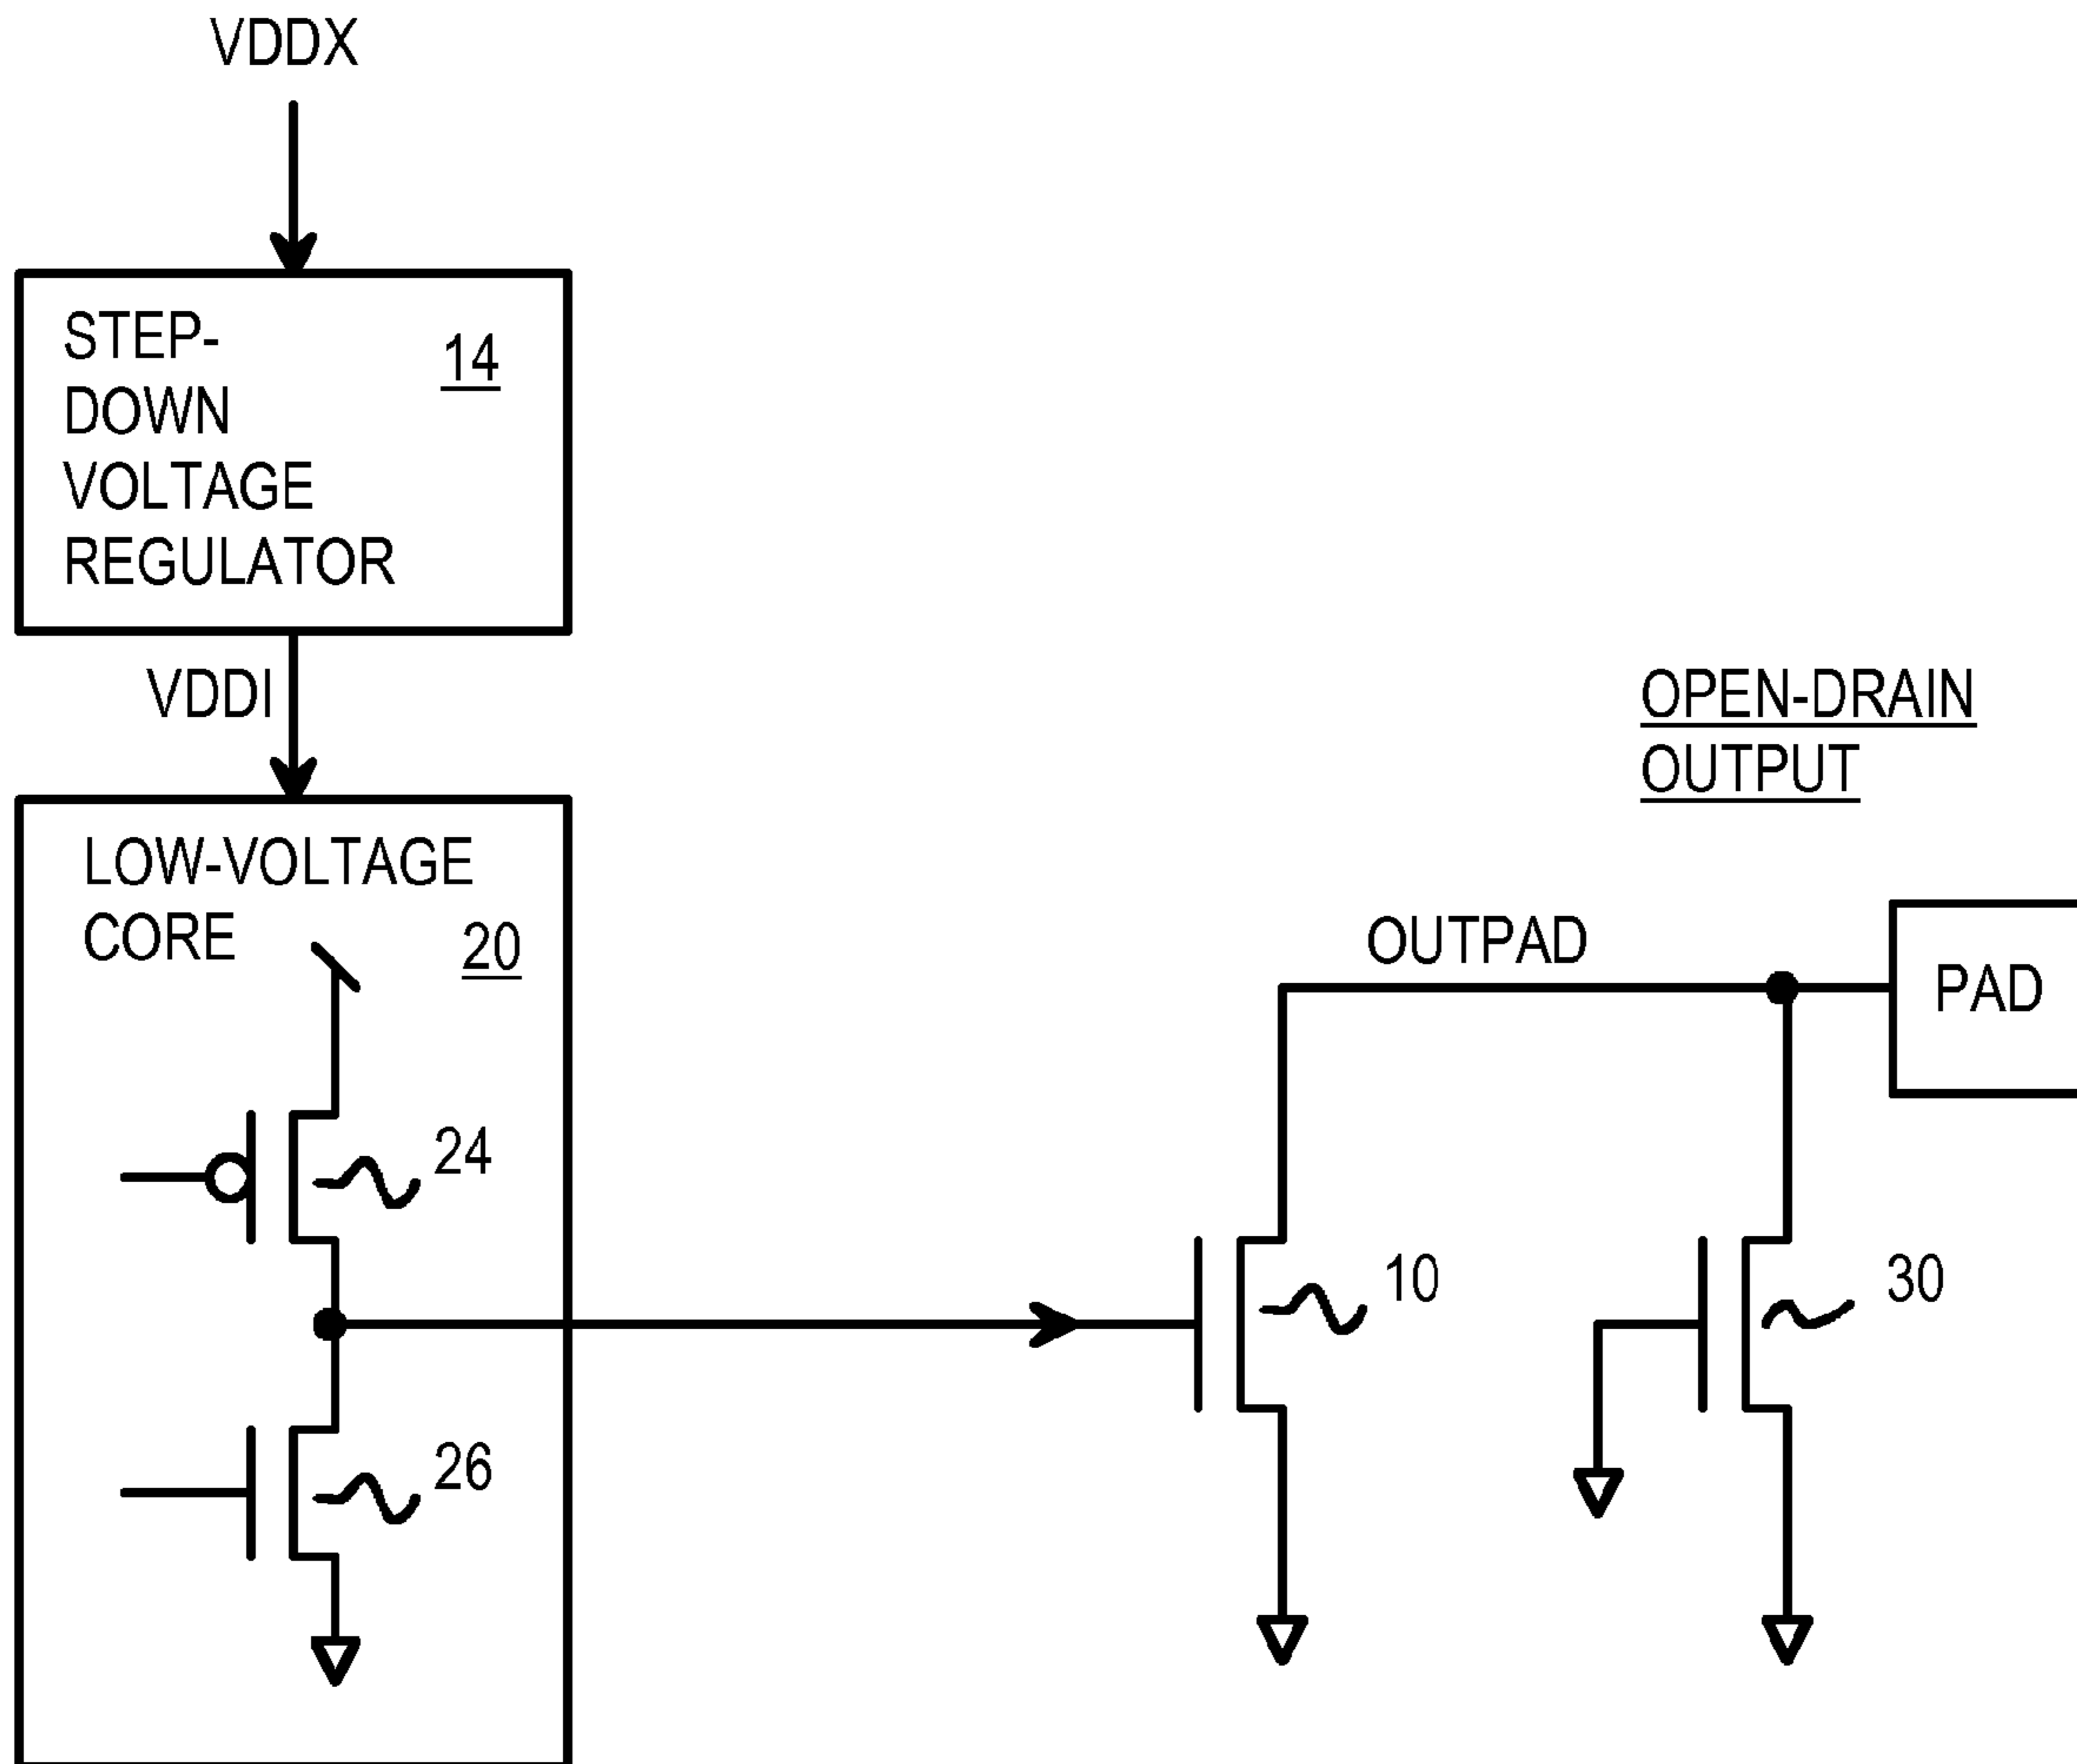 VDDX
STEP-
DOWN
VOLTAGE
REGULATOR
14
VDDI
OPEN-DRAIN
OUTPUT
LOW-VOLTAGE
CORE
20
OUTPAD
PAD
24
10
30
26